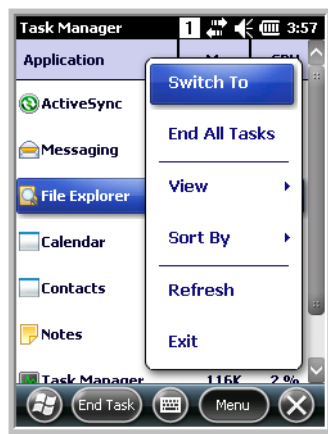 Task Manager 1 3:57
Application
Switch To
ActiveSync
End All Tasks
Messaging
View
File Explorer
Sort By
Calendar
Contacts
Refresh
Notes
Exit
Task Manager 116K 2 %
End Task Menu